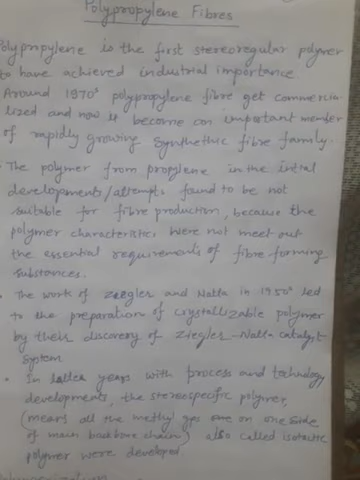 Polypropylene Fibres
Polypropylene is the first stereoregular polymer
to have achieved industrial importance
Around 1970s polypropylene fibre get commercia-
lized and now it become an important member
of rapidly growing synthethic fibre family.
• The polymer from propylene in the initial
developments/attempts found to be not
suitable for fibre production, because the
polymer characteristics were not meet out
the essential requirements of fibre forming
substances.
• The work of Ziegler and Natta in 1950s led
to the preparation of crystallizable polymer
by their discovery of Ziegler-Natta catalyst
system
• In latter years with process and technology
developments, the stereospecific polymer,
(means all the methyl gps are on one side
of main backbone chain) also called isotactic
polymer were developed